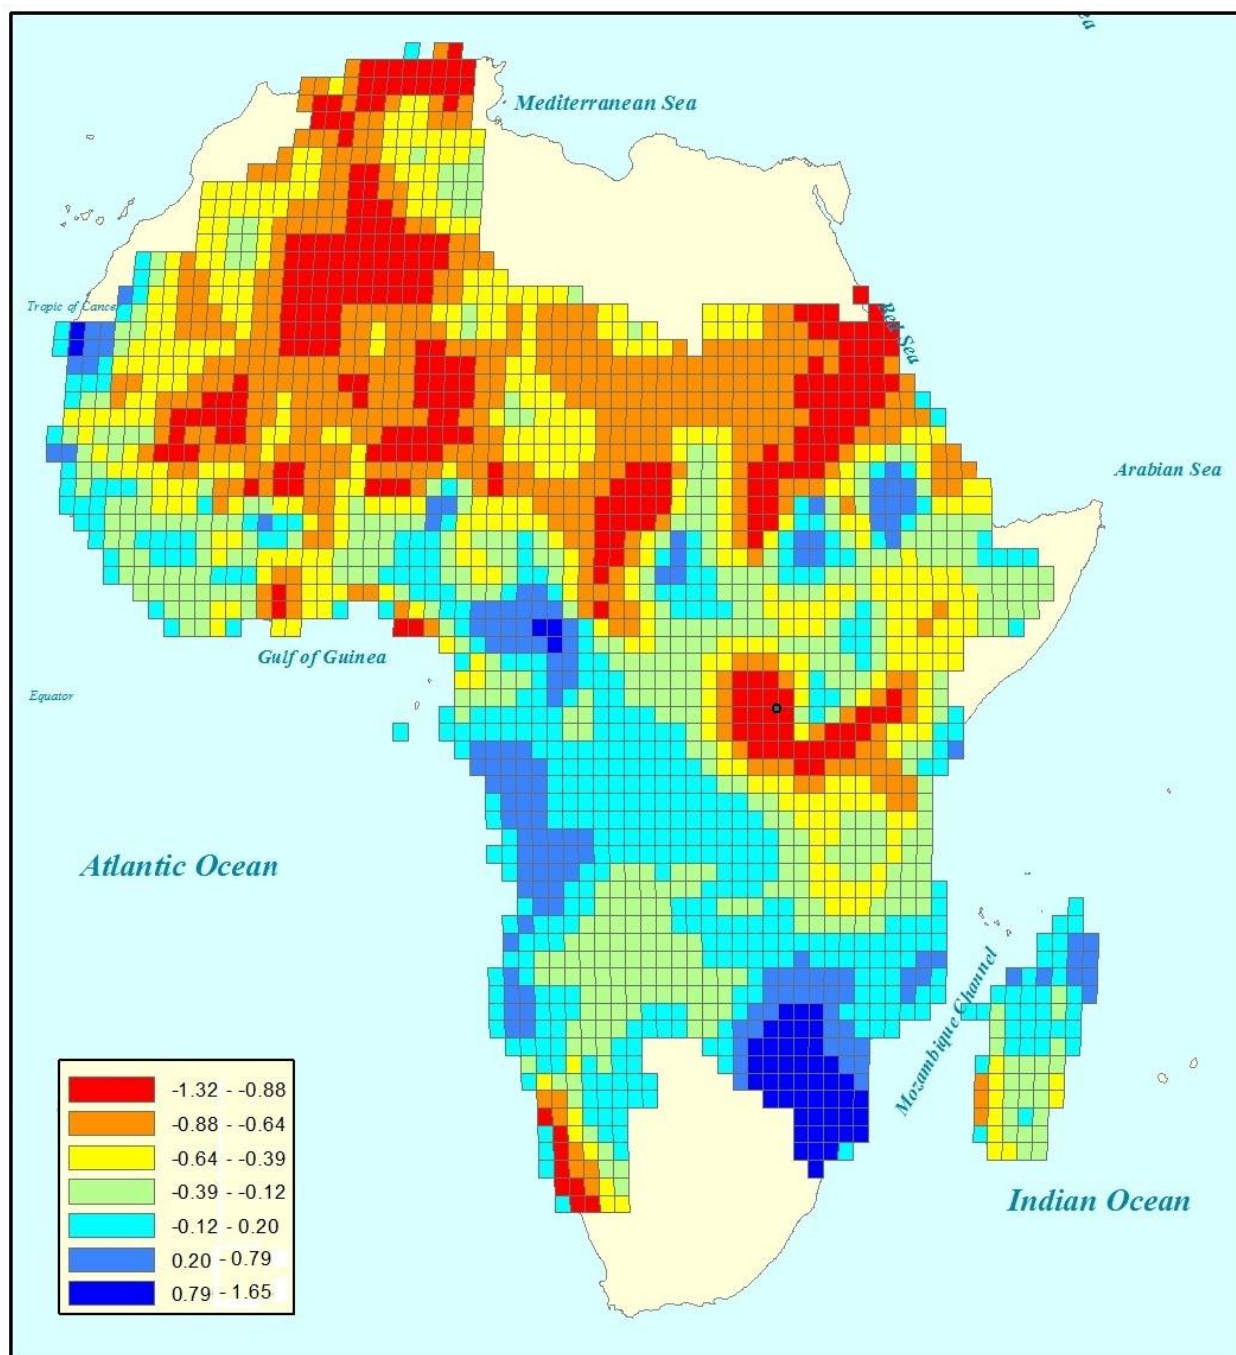 ea
Mediterranean Sea
Tropic of Cance
Red Sea
Arabian Sea
Gulf of Guinea
Equator
Atlantic Ocean
Mozambique Channel
Indian Ocean
-1.32 - -0.88
-0.88 - -0.64
-0.64 - -0.39
-0.39 - -0.12
-0.12 - 0.20
0.20 - 0.79
0.79 - 1.65